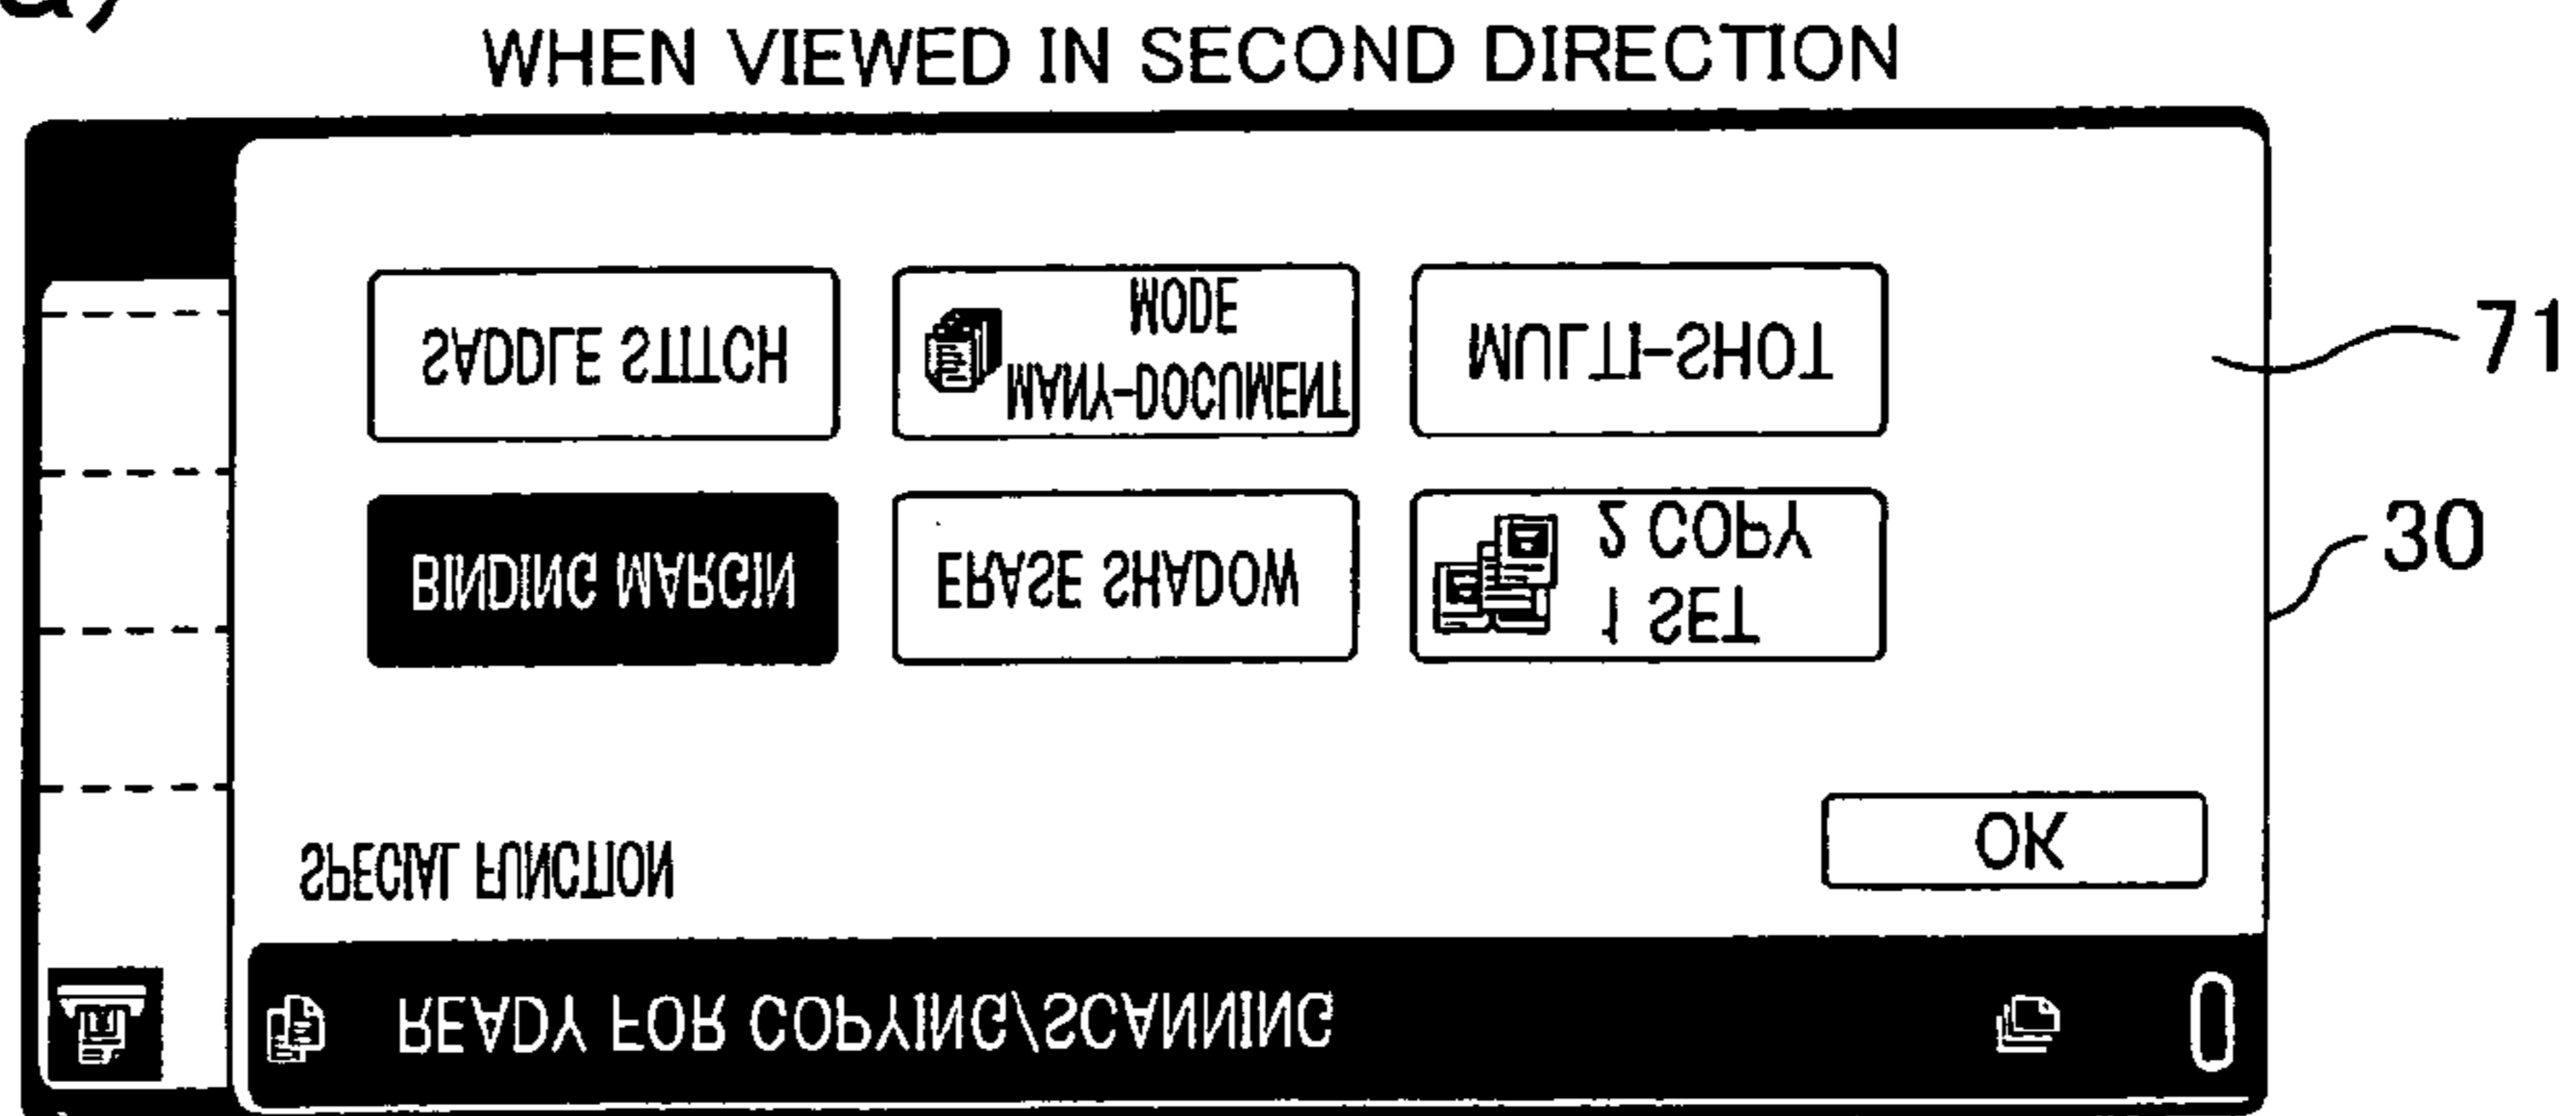 WHEN VIEWED IN SECOND DIRECTION
READY FOR COPYING/SCANNING
0
SPECIAL FUNCTION
OK
BINDING MARGIN
ERASE SHADOW
1 SET
2 COPY
SADDLE STITCH
MANY-DOCUMENT
MODE
MULTI-SHOT
71
30